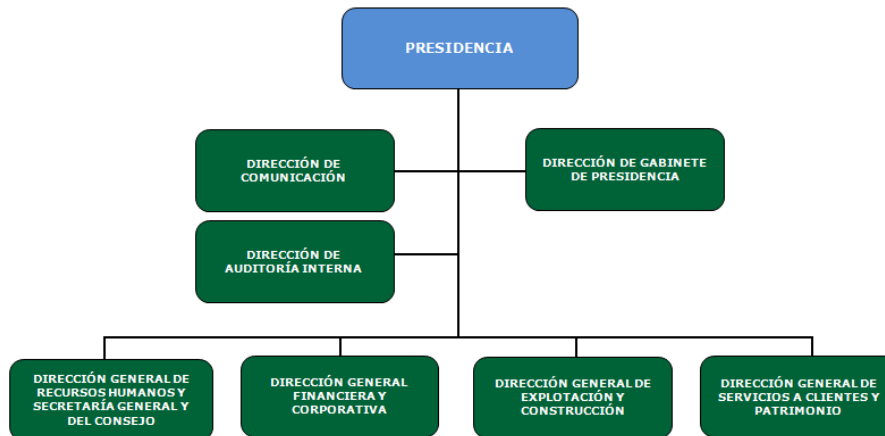 PRESIDENCIA
DIRECCIÓN DE
COMUNICACIÓN
DIRECCIÓN DE GABINETE
DE PRESIDENCIA
DIRECCIÓN DE
AUDITORÍA INTERNA
DIRECCIÓN GENERAL DE
RECURSOS HUMANOS Y
SECRETARÍA GENERAL Y
DEL CONSEJO
DIRECCIÓN GENERAL
FINANCIERA Y
CORPORATIVA
DIRECCIÓN GENERAL DE
EXPLOTACIÓN Y
CONSTRUCCIÓN
DIRECCIÓN GENERAL DE
SERVICIOS A CLIENTES Y
PATRIMONIO